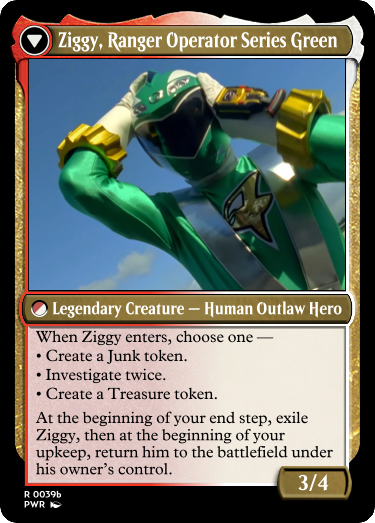 Ziggy, Ranger Operator Series Green
Legendary Creature — Human Outlaw Hero
When Ziggy enters, choose one —
• Create a Junk token.
• Investigate twice.
• Create a Treasure token.
At the beginning of your end step, exile
Ziggy, then at the beginning of your
upkeep, return him to the battlefield under
his owner's control.
3/4
R 0039b
PWR